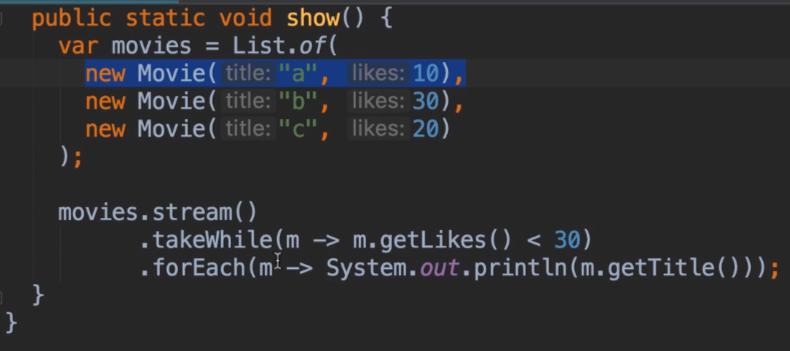 public static void show() {
var movies = List.of(
new Movie( title: "a", likes: 10),
new Movie( title: "b", likes: 30),
new Movie( title: "c", likes: 20)
);
movies.stream()
.takeWhile(m -> m.getLikes() < 30)
.forEach(m -> System.out.println(m.getTitle()));
}
}